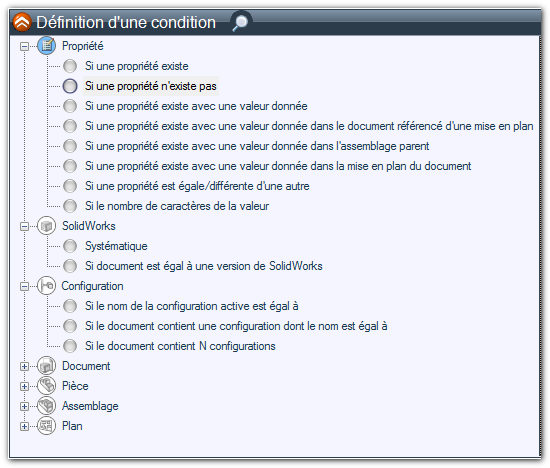 Définition d'une condition
Propriété
Si une propriété existe
Si une propriété n'existe pas
Si une propriété existe avec une valeur donnée
Si une propriété existe avec une valeur donnée dans le document référencé d'une mise en plan
Si une propriété existe avec une valeur donnée dans l'assemblage parent
Si une propriété existe avec une valeur donnée dans la mise en plan du document
Si une propriété est égale/différente d'une autre
Si le nombre de caractères de la valeur
SolidWorks
Systématique
Si document est égal à une version de SolidWorks
Configuration
Si le nom de la configuration active est égal à
Si le document contient une configuration dont le nom est égal à
Si le document contient N configurations
Document
Pièce
Assemblage
Plan